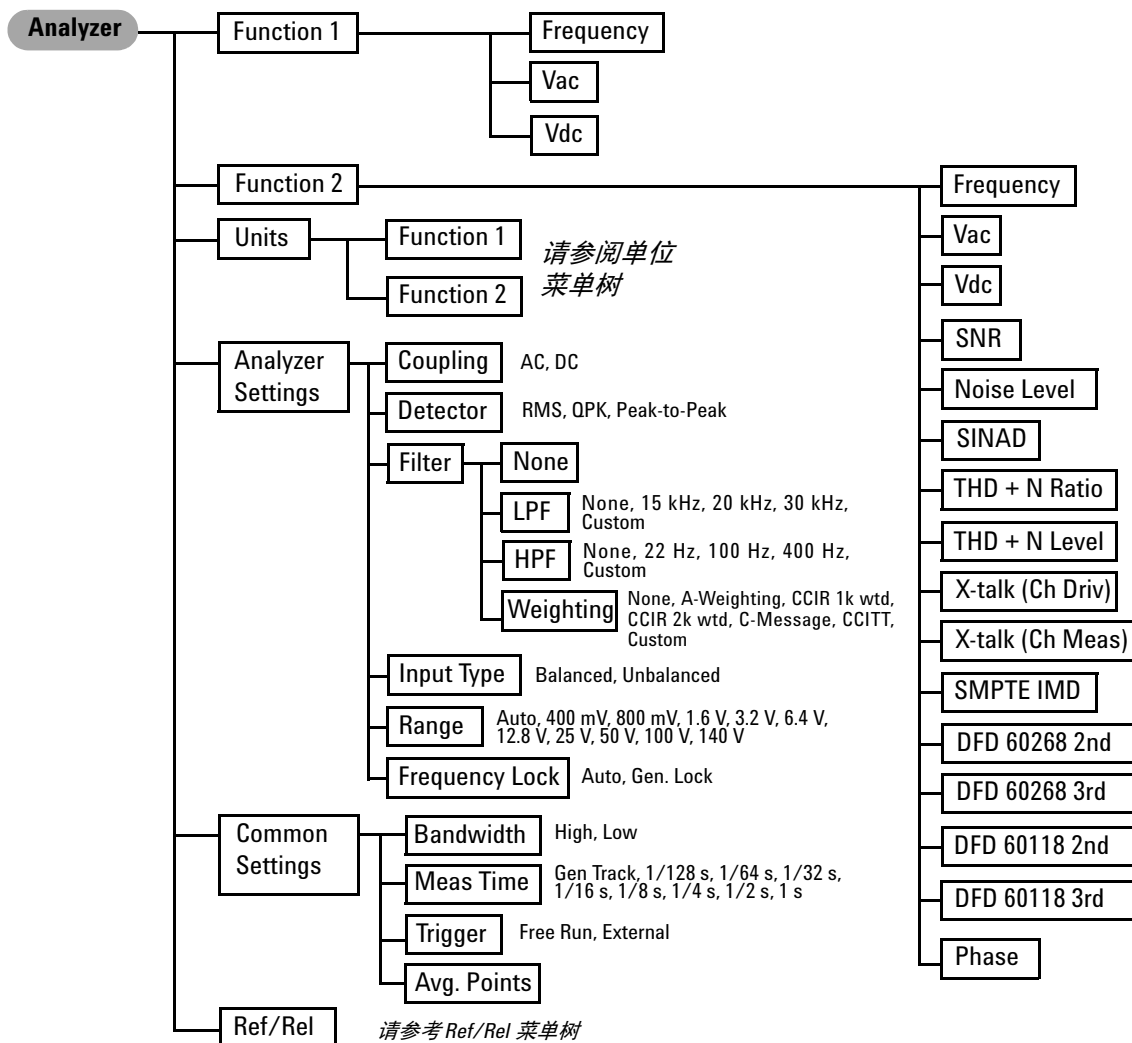 Analyzer
Function 1
Frequency
Vac
Vdc
Function 2
Frequency
Vac
Vdc
SNR
Noise Level
SINAD
THD + N Ratio
THD + N Level
X-talk (Ch Driv)
X-talk (Ch Meas)
SMPTE IMD
DFD 60268 2nd
DFD 60268 3rd
DFD 60118 2nd
DFD 60118 3rd
Phase
Units
Function 1
Function 2
请参阅单位
菜单树
Analyzer
Settings
Coupling
AC, DC
Detector
RMS, QPK, Peak-to-Peak
Filter
None
LPF
None, 15 kHz, 20 kHz, 30 kHz,
Custom
HPF
None, 22 Hz, 100 Hz, 400 Hz,
Custom
Weighting
None, A-Weighting, CCIR 1k wtd,
CCIR 2k wtd, C-Message, CCITT,
Custom
Input Type
Balanced, Unbalanced
Range
Auto, 400 mV, 800 mV, 1.6 V, 3.2 V, 6.4 V,
12.8 V, 25 V, 50 V, 100 V, 140 V
Frequency Lock
Auto, Gen. Lock
Common
Settings
Bandwidth
High, Low
Meas Time
Gen Track, 1/128 s, 1/64 s, 1/32 s,
1/16 s, 1/8 s, 1/4 s, 1/2 s, 1 s
Trigger
Free Run, External
Avg. Points
Ref/Rel
请参考 Ref/Rel 菜单树